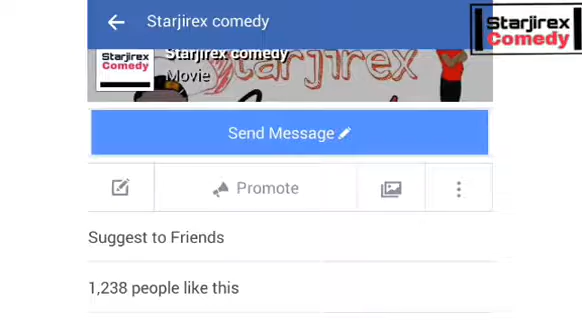 Starjirex comedy
Starjirex
Comedy
Starjirex
Comedy
Starjirex comedy
Movie
Starjirex
Send Message
Promote
Suggest to Friends
1,238 people like this